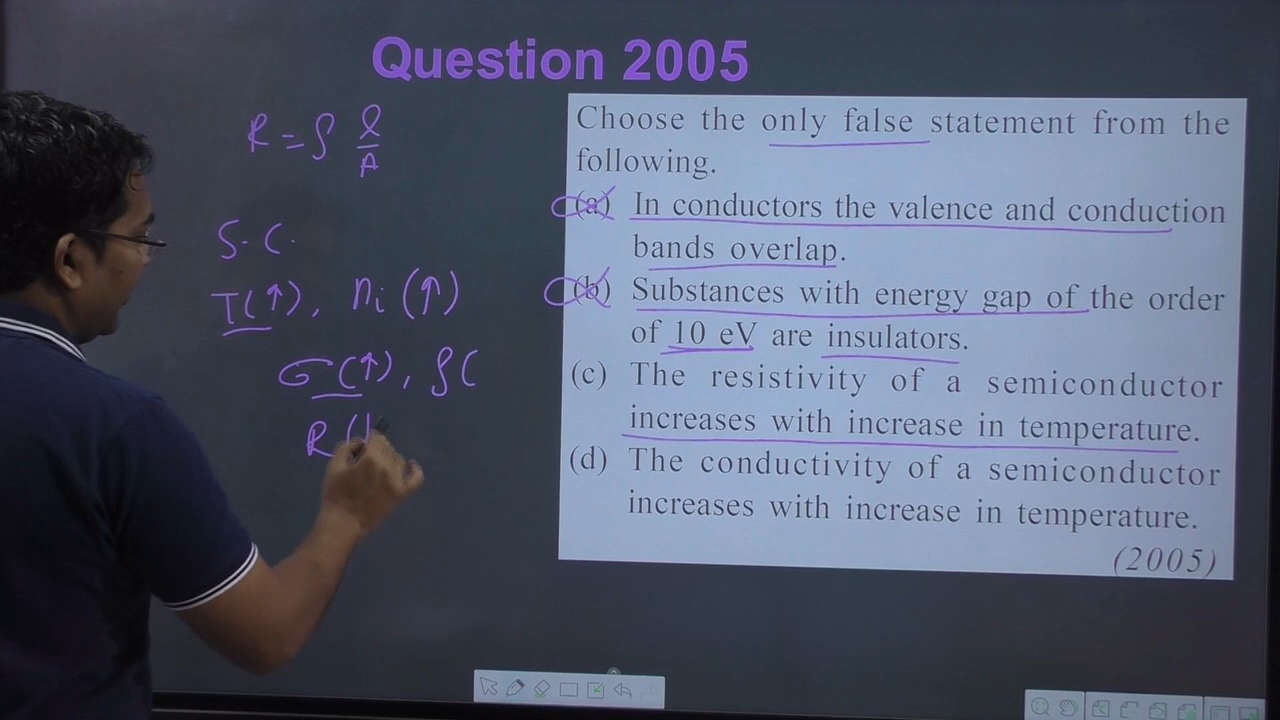 Question 2005
R = ρ l/A
S.C.
T(↑), ni (↑)
σ(↑), ρ(
R(
Choose the only false statement from the
following.
(a) In conductors the valence and conduction
bands overlap.
(b) Substances with energy gap of the order
of 10 eV are insulators.
(c) The resistivity of a semiconductor
increases with increase in temperature.
(d) The conductivity of a semiconductor
increases with increase in temperature.
(2005)